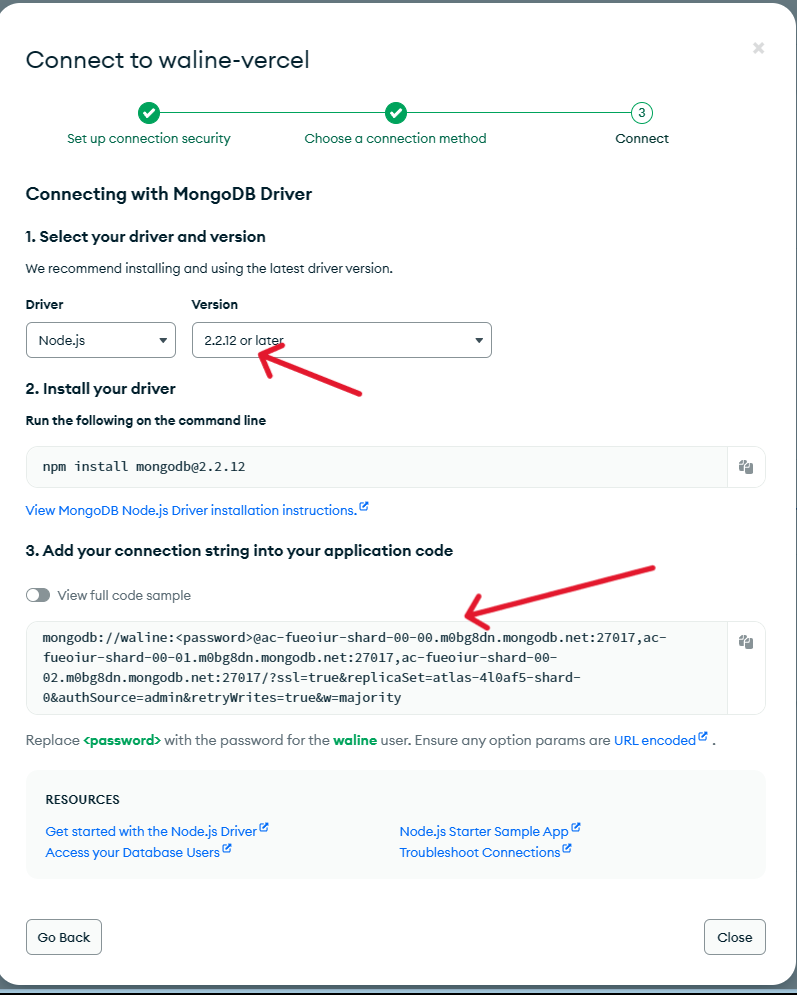 Connect to waline-vercel
×
3
Set up connection security
Choose a connection method
Connect
Connecting with MongoDB Driver
1. Select your driver and version
We recommend installing and using the latest driver version.
Driver
Version
Node.js
2.2.12 or later
2. Install your driver
Run the following on the command line
npm install mongodb@2.2.12
View MongoDB Node.js Driver installation instructions.
3. Add your connection string into your application code
View full code sample
mongodb://waline:<password>@ac-fueoiur-shard-00-00.m0bg8dn.mongodb.net:27017,ac-
fueoiur-shard-00-01.m0bg8dn.mongodb.net:27017,ac-fueoiur-shard-00-
02.m0bg8dn.mongodb.net:27017/?ssl=true&replicaSet=atlas-4l0af5-shard-
0&authSource=admin&retryWrites=true&w=majority
Replace <password> with the password for the waline user. Ensure any option params are URL encoded .
RESOURCES
Get started with the Node.js Driver
Node.js Starter Sample App
Access your Database Users
Troubleshoot Connections
Go Back
Close